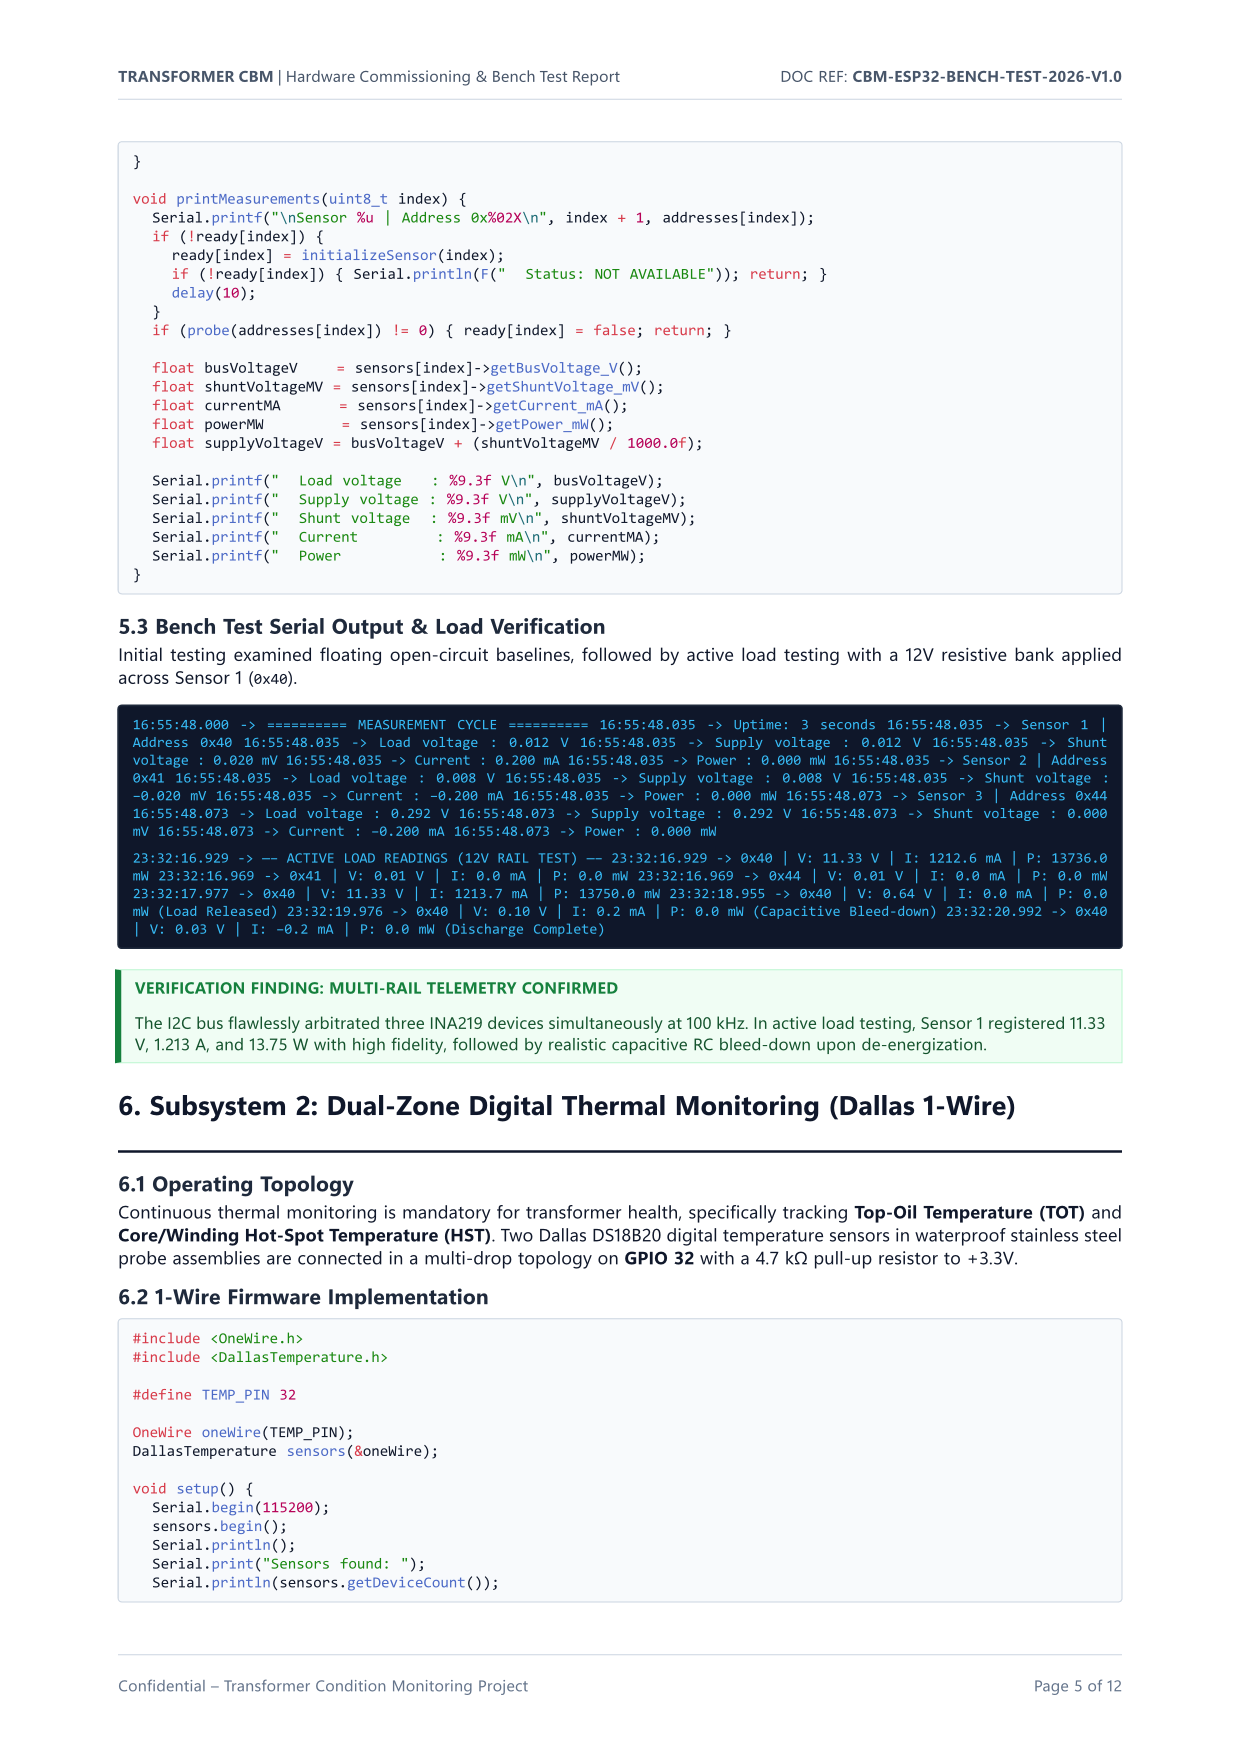 TRANSFORMER CBM | Hardware Commissioning & Bench Test Report
DOC REF: CBM-ESP32-BENCH-TEST-2026-V1.0
}
void printMeasurements(uint8_t index) {
  Serial.printf("\nSensor %u | Address 0x%02X\n", index + 1, addresses[index]);
  if (!ready[index]) {
    ready[index] = initializeSensor(index);
    if (!ready[index]) { Serial.println(F("  Status: NOT AVAILABLE")); return; }
    delay(10);
  }
  if (probe(addresses[index]) != 0) { ready[index] = false; return; }
  float busVoltageV    = sensors[index]->getBusVoltage_V();
  float shuntVoltageMV = sensors[index]->getShuntVoltage_mV();
  float currentMA      = sensors[index]->getCurrent_mA();
  float powerMW        = sensors[index]->getPower_mW();
  float supplyVoltageV = busVoltageV + (shuntVoltageMV / 1000.0f);
  Serial.printf("  Load voltage   : %9.3f V\n", busVoltageV);
  Serial.printf("  Supply voltage : %9.3f V\n", supplyVoltageV);
  Serial.printf("  Shunt voltage  : %9.3f mV\n", shuntVoltageMV);
  Serial.printf("  Current        : %9.3f mA\n", currentMA);
  Serial.printf("  Power          : %9.3f mW\n", powerMW);
}
5.3 Bench Test Serial Output & Load Verification
Initial testing examined floating open-circuit baselines, followed by active load testing with a 12V resistive bank applied
across Sensor 1 (0x40).
16:55:48.000 -> ========== MEASUREMENT CYCLE ========== 16:55:48.035 -> Uptime: 3 seconds 16:55:48.035 -> Sensor 1 |
Address 0x40 16:55:48.035 -> Load voltage : 0.012 V 16:55:48.035 -> Supply voltage : 0.012 V 16:55:48.035 -> Shunt
voltage : 0.020 mV 16:55:48.035 -> Current : 0.200 mA 16:55:48.035 -> Power : 0.000 mW 16:55:48.035 -> Sensor 2 | Address
0x41 16:55:48.035 -> Load voltage : 0.008 V 16:55:48.035 -> Supply voltage : 0.008 V 16:55:48.035 -> Shunt voltage :
−0.020 mV 16:55:48.035 -> Current : −0.200 mA 16:55:48.035 -> Power : 0.000 mW 16:55:48.073 -> Sensor 3 | Address 0x44
16:55:48.073 -> Load voltage : 0.292 V 16:55:48.073 -> Supply voltage : 0.292 V 16:55:48.073 -> Shunt voltage : 0.000
mV 16:55:48.073 -> Current : −0.200 mA 16:55:48.073 -> Power : 0.000 mW
23:32:16.929 -> –– ACTIVE LOAD READINGS (12V RAIL TEST) –– 23:32:16.929 -> 0x40 | V: 11.33 V | I: 1212.6 mA | P: 13736.0
mW 23:32:16.969 -> 0x41 | V: 0.01 V | I: 0.0 mA | P: 0.0 mW 23:32:16.969 -> 0x44 | V: 0.01 V | I: 0.0 mA | P: 0.0 mW
23:32:17.977 -> 0x40 | V: 11.33 V | I: 1213.7 mA | P: 13750.0 mW 23:32:18.955 -> 0x40 | V: 0.64 V | I: 0.0 mA | P: 0.0
mW (Load Released) 23:32:19.976 -> 0x40 | V: 0.10 V | I: 0.2 mA | P: 0.0 mW (Capacitive Bleed-down) 23:32:20.992 -> 0x40
| V: 0.03 V | I: −0.2 mA | P: 0.0 mW (Discharge Complete)
VERIFICATION FINDING: MULTI-RAIL TELEMETRY CONFIRMED
The I2C bus flawlessly arbitrated three INA219 devices simultaneously at 100 kHz. In active load testing, Sensor 1 registered 11.33
V, 1.213 A, and 13.75 W with high fidelity, followed by realistic capacitive RC bleed-down upon de-energization.
6. Subsystem 2: Dual-Zone Digital Thermal Monitoring (Dallas 1-Wire)
6.1 Operating Topology
Continuous thermal monitoring is mandatory for transformer health, specifically tracking Top-Oil Temperature (TOT) and
Core/Winding Hot-Spot Temperature (HST). Two Dallas DS18B20 digital temperature sensors in waterproof stainless steel
probe assemblies are connected in a multi-drop topology on GPIO 32 with a 4.7 kΩ pull-up resistor to +3.3V.
6.2 1-Wire Firmware Implementation
#include <OneWire.h>
#include <DallasTemperature.h>
#define TEMP_PIN 32
OneWire oneWire(TEMP_PIN);
DallasTemperature sensors(&oneWire);
void setup() {
  Serial.begin(115200);
  sensors.begin();
  Serial.println();
  Serial.print("Sensors found: ");
  Serial.println(sensors.getDeviceCount());
Confidential – Transformer Condition Monitoring Project
Page 5 of 12